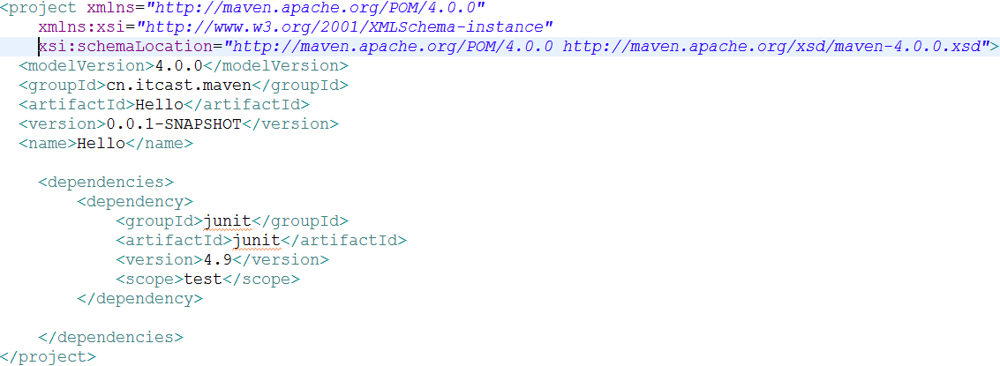 <project xmlns="http://maven.apache.org/POM/4.0.0"
xmlns:xsi="http://www.w3.org/2001/XMLSchema-instance"
xsi:schemaLocation="http://maven.apache.org/POM/4.0.0 http://maven.apache.org/xsd/maven-4.0.0.xsd">
<modelVersion>4.0.0</modelVersion>
<groupId>cn.itcast.maven</groupId>
<artifactId>Hello</artifactId>
<version>0.0.1-SNAPSHOT</version>
<name>Hello</name>
<dependencies>
<dependency>
<groupId>junit</groupId>
<artifactId>junit</artifactId>
<version>4.9</version>
<scope>test</scope>
</dependency>
</dependencies>
</project>